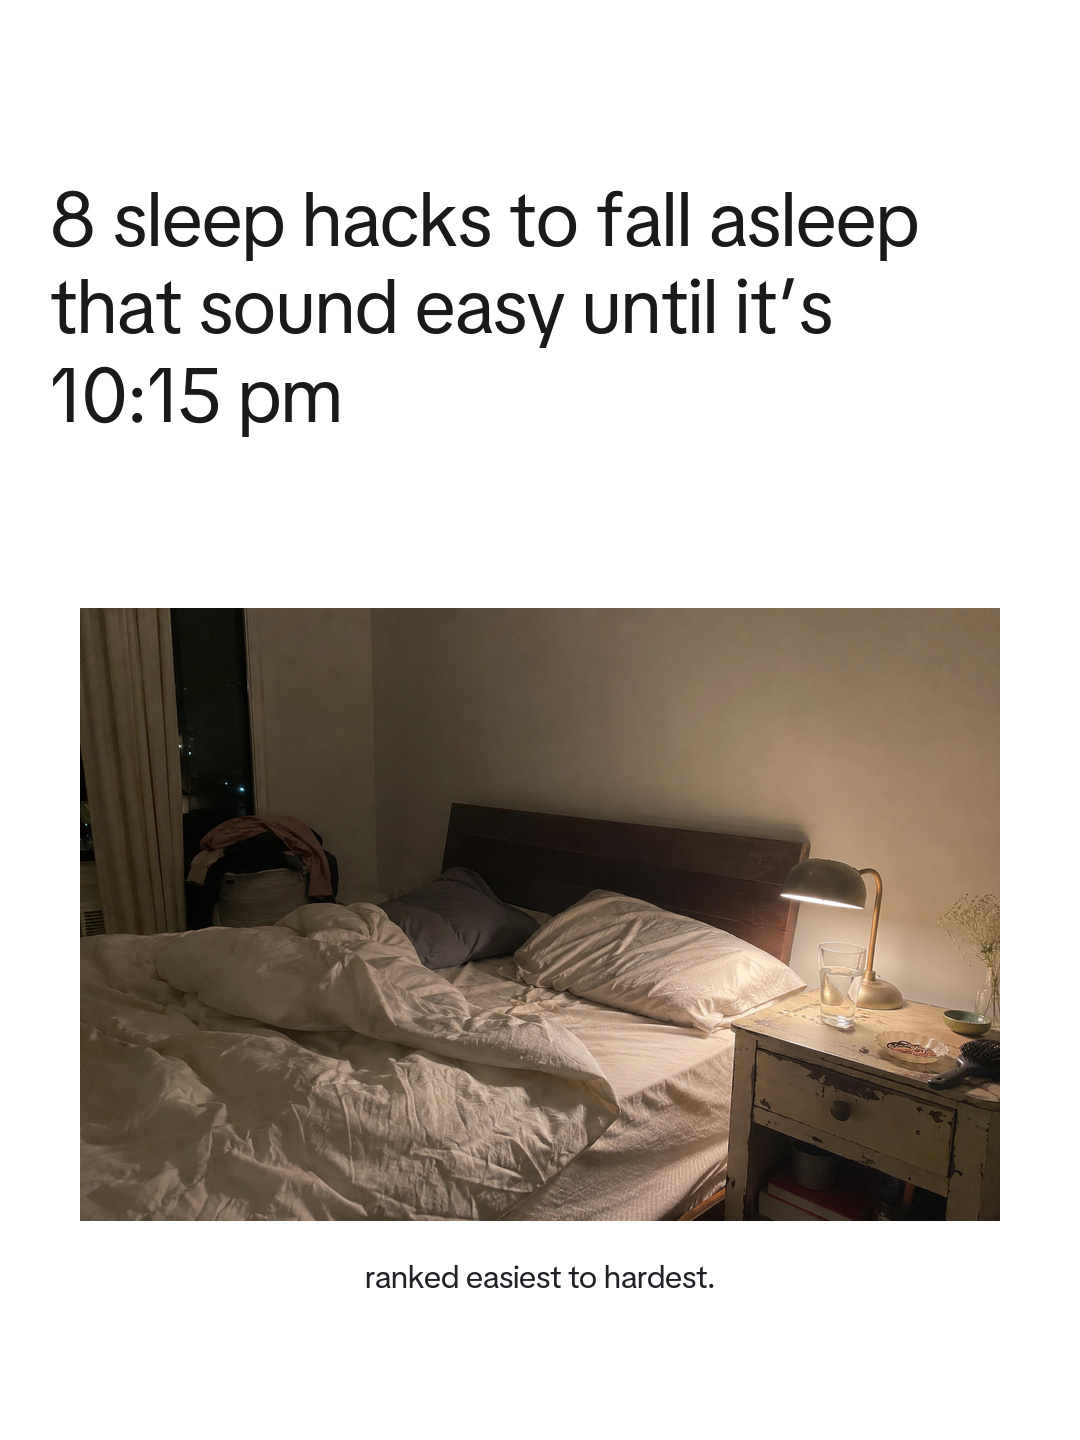 8 sleep hacks to fall asleep
that sound easy until it’s
10:15 pm
ranked easiest to hardest.